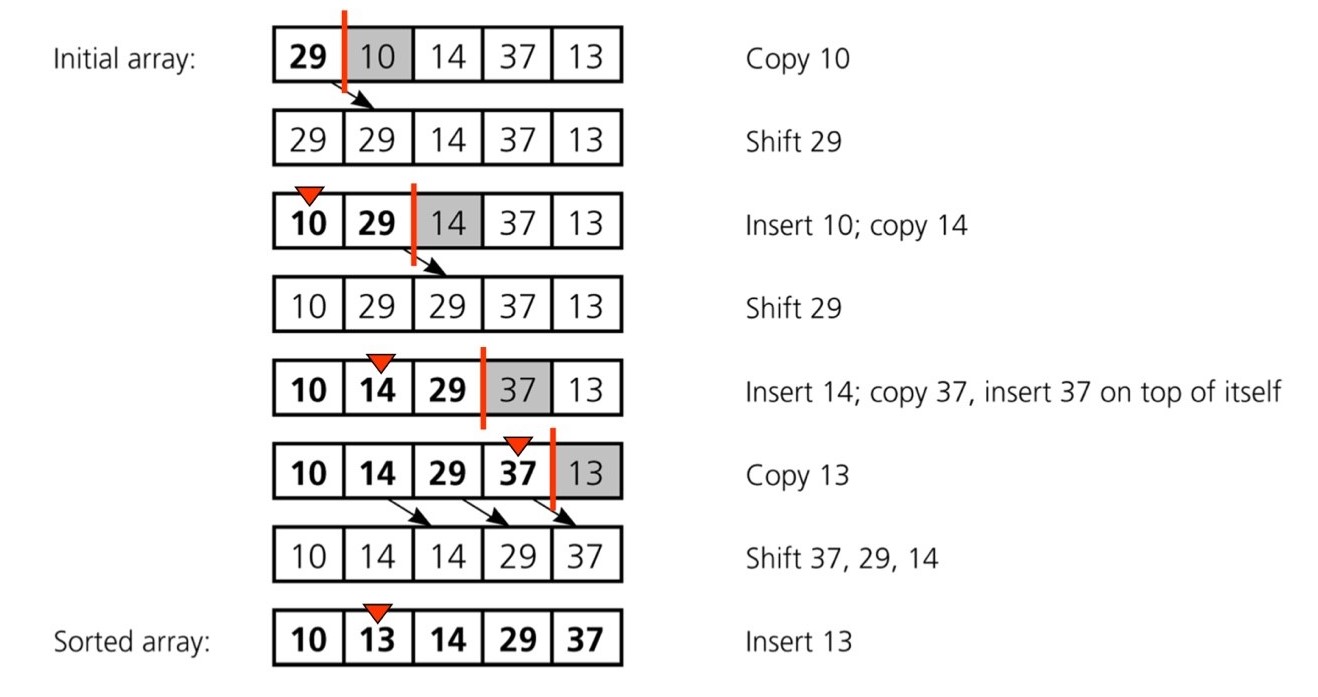 Initial array: 29 10 14 37 13 Copy 10
29 29 14 37 13 Shift 29
10 29 14 37 13 Insert 10; copy 14
10 29 29 37 13 Shift 29
10 14 29 37 13 Insert 14; copy 37, insert 37 on top of itself
10 14 29 37 13 Copy 13
10 14 14 29 37 Shift 37, 29, 14
Sorted array: 10 13 14 29 37 Insert 13